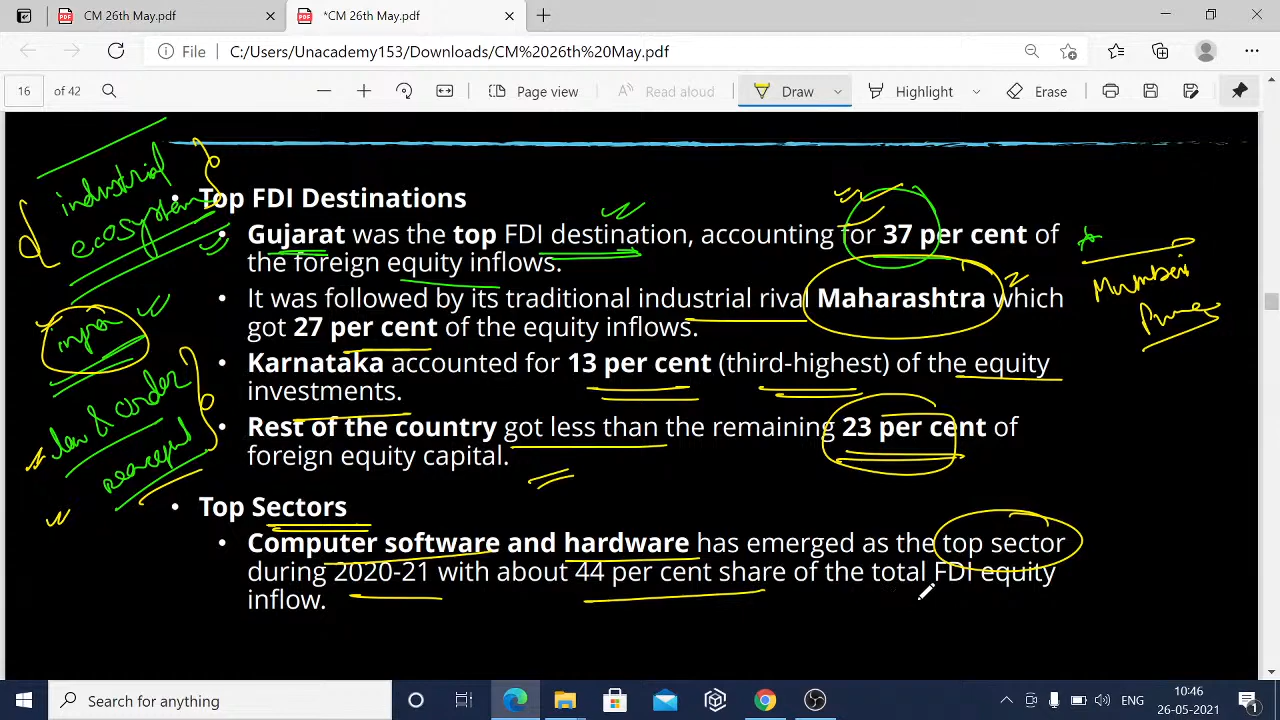 CM 26th May.pdf
*CM 26th May.pdf
File
C:/Users/Unacademy153/Downloads/CM%2026th%20May.pdf
16 of 42
Page view
Read aloud
Draw
Highlight
Erase
industrial
ecosystem
infra
law & order
Mumbai
Pune
• Top FDI Destinations
• Gujarat was the top FDI destination, accounting for 37 per cent of
the foreign equity inflows.
• It was followed by its traditional industrial rival Maharashtra which
got 27 per cent of the equity inflows.
• Karnataka accounted for 13 per cent (third-highest) of the equity
investments.
• Rest of the country got less than the remaining 23 per cent of
foreign equity capital.
• Top Sectors
• Computer software and hardware has emerged as the top sector
during 2020-21 with about 44 per cent share of the total FDI equity
inflow.
Search for anything
ENG
10:46
26-05-2021
1